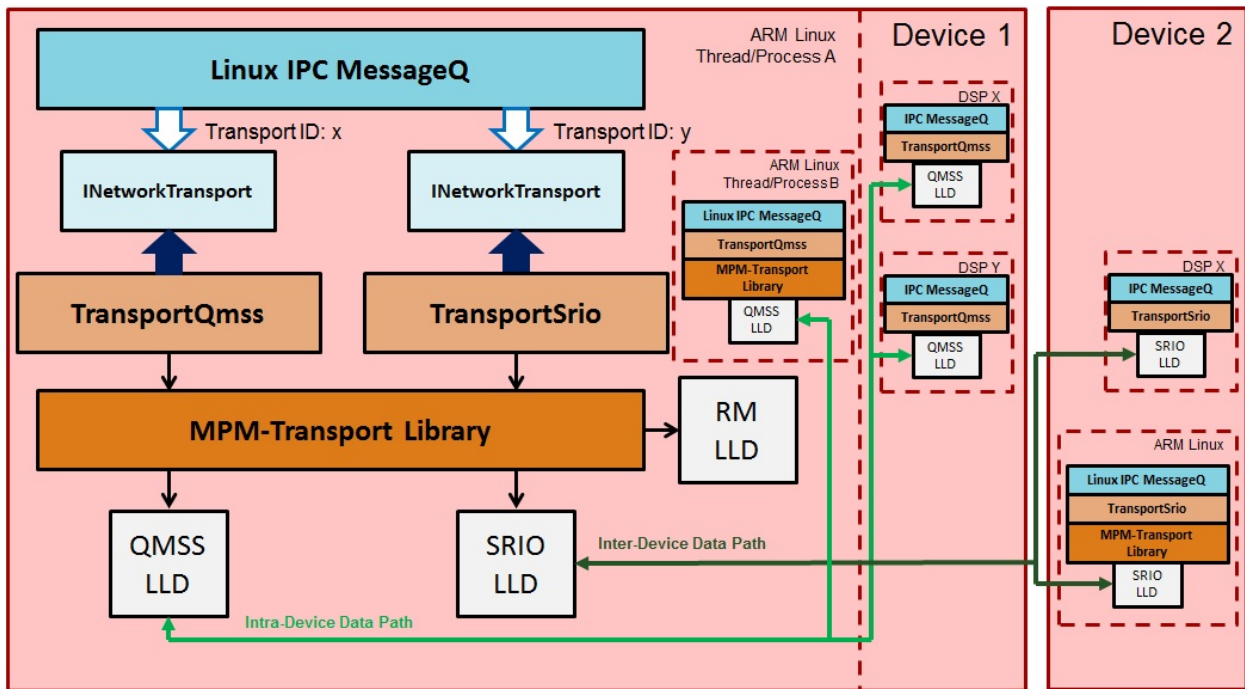 Linux IPC MessageQ
Transport ID: x
Transport ID: y
INetworkTransport
INetworkTransport
TransportQmss
TransportSrio
MPM-Transport Library
RM
LLD
QMSS
LLD
SRIO
LLD
Inter-Device Data Path
Intra-Device Data Path
ARM Linux
Thread/Process A
ARM Linux
Thread/Process B
Linux IPC MessageQ
TransportQmss
MPM-Transport
Library
QMSS
LLD
Device 1
DSP X
IPC MessageQ
TransportQmss
QMSS
LLD
DSP Y
IPC MessageQ
TransportQmss
QMSS
LLD
Device 2
DSP X
IPC MessageQ
TransportSrio
SRIO
LLD
ARM Linux
Linux IPC MessageQ
TransportSrio
MPM-Transport
Library
SRIO
LLD